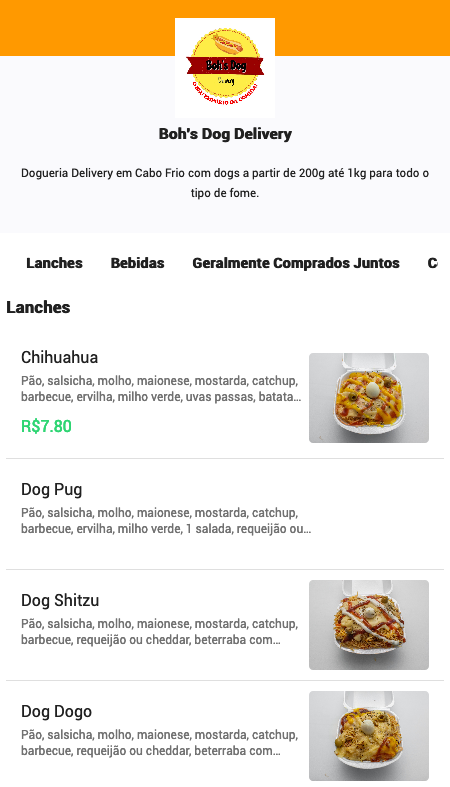 Boh's Dog
Boh's Dog Delivery
Dogueria Delivery em Cabo Frio com dogs a partir de 200g até 1kg para todo o
tipo de fome.
Lanches Bebidas Geralmente Comprados Juntos C
Lanches
Chihuahua
Pão, salsicha, molho, maionese, mostarda, catchup,
barbecue, ervilha, milho verde, uvas passas, batata...
R$7.80
Dog Pug
Pão, salsicha, molho, maionese, mostarda, catchup,
barbecue, ervilha, milho verde, 1 salada, requeijão ou...
Dog Shitzu
Pão, salsicha, molho, maionese, mostarda, catchup,
barbecue, requeijão ou cheddar, beterraba com...
Dog Dogo
Pão, salsicha, molho, maionese, mostarda, catchup,
barbecue, requeijão ou cheddar, beterraba com...